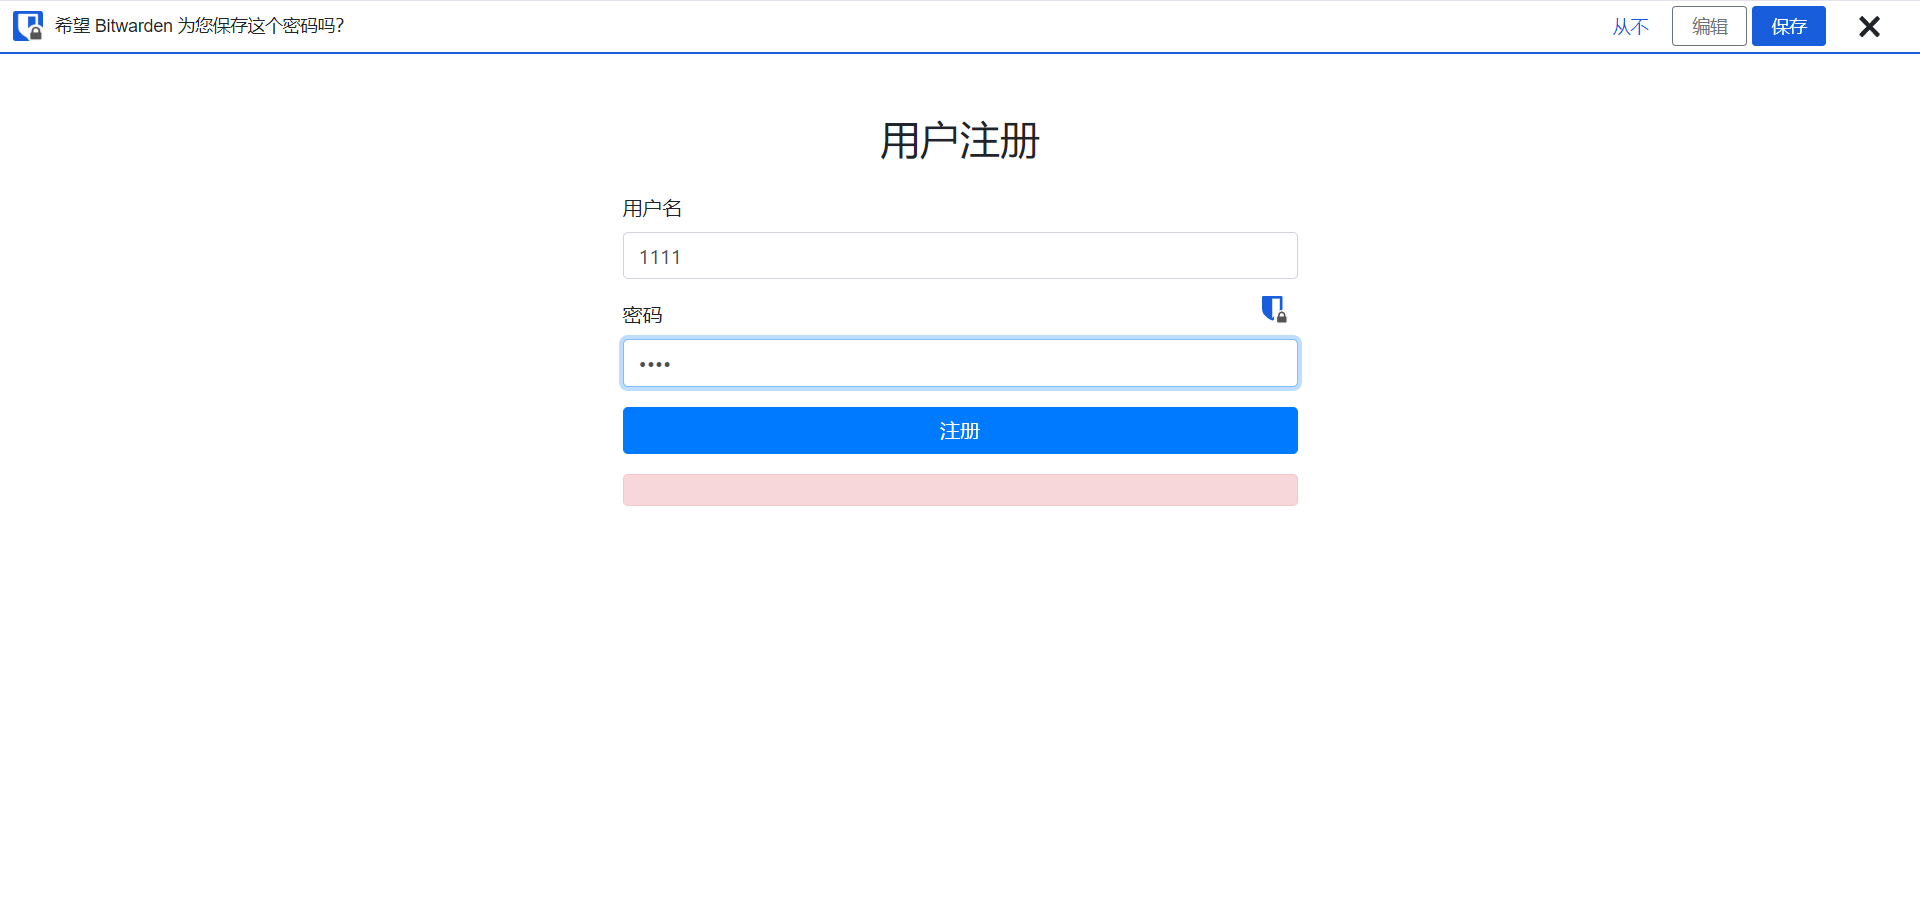 希望 Bitwarden 为您保存这个密码吗?
从不
编辑
保存
用户注册
用户名
1111
密码
••••
注册